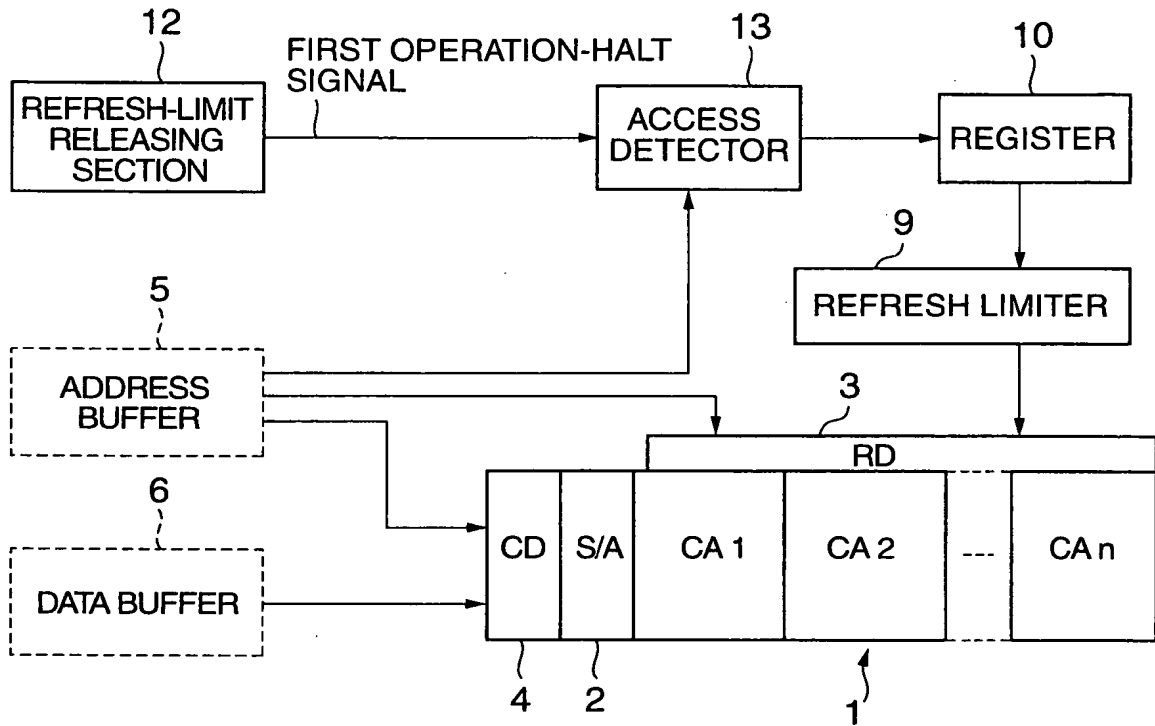 12
FIRST OPERATION-HALT
SIGNAL
13
10
REFRESH-LIMIT
RELEASING
SECTION
ACCESS
DETECTOR
REGISTER
9
REFRESH LIMITER
5
ADDRESS
BUFFER
3
RD
6
DATA BUFFER
CD
S/A
CA 1
CA 2
CA n
4
2
1